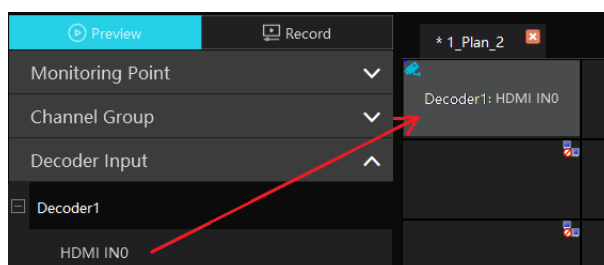 Preview
Record
* 1_Plan_2
Monitoring Point
Channel Group
Decoder1: HDMI IN0
Decoder Input
Decoder1
HDMI IN0